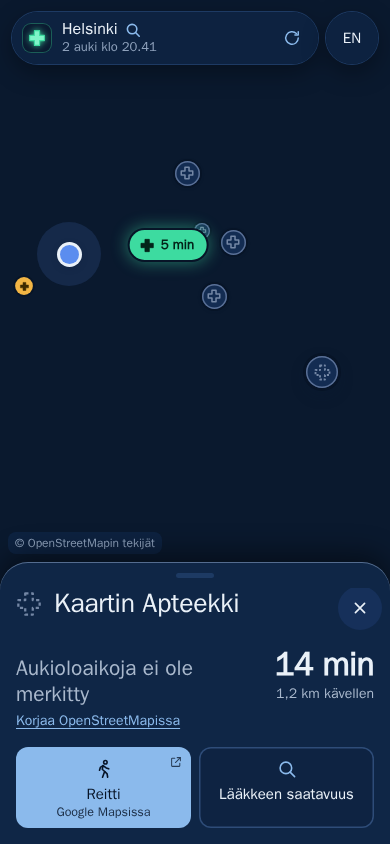 Helsinki
2 auki klo 20.41
EN
5 min
© OpenStreetMapin tekijät
Kaartin Apteekki
Aukioloaikoja ei ole
merkitty
Korjaa OpenStreetMapissa
14 min
1,2 km kävellen
Reitti
Google Mapsissa
Lääkkeen saatavuus